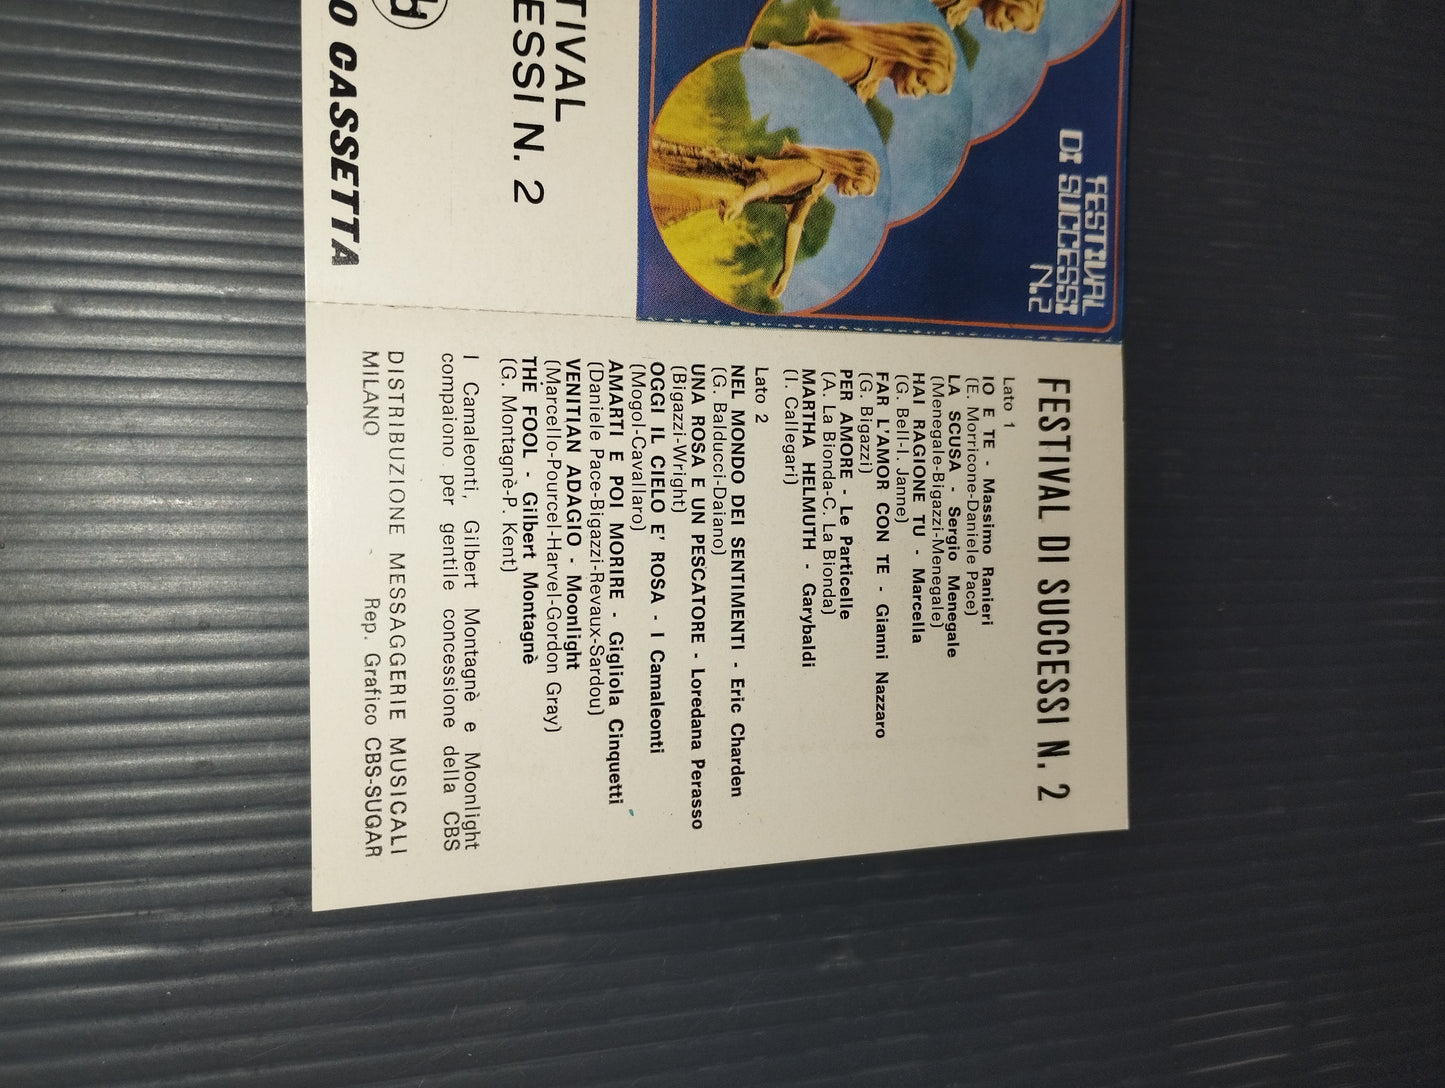 TIVAL
ESSI N. 2
O CASSETTA
FESTIVAL
DI SUCCESSI
N.2
FESTIVAL DI SUCCESSI N. 2
Lato 1
IO E TE - Massimo Ranieri
(E. Morricone-Daniele Pace)
LA SCUSA - Sergio Menegale
(Menegale-Bigazzi-Menegale)
HAI RAGIONE TU - Marcella
(G. Bell-I. Janne)
FAR L'AMOR CON TE - Gianni Nazzaro
(G. Bigazzi)
PER AMORE - Le Particelle
(A. La Bionda-C. La Bionda)
MARTHA HELMUTH - Garybaldi
(I. Callegari)
Lato 2
NEL MONDO DEI SENTIMENTI - Eric Charden
(G. Balducci-Daiano)
UNA ROSA E UN PESCATORE - Loredana Perasso
(Bigazzi-Wright)
OGGI IL CIELO E' ROSA - I Camaleonti
(Mogol-Cavallaro)
AMARTI E POI MORIRE - Gigliola Cinquetti
(Daniele Pace-Bigazzi-Revaux-Sardou)
VENITIAN ADAGIO - Moonlight
(Marcello-Pourcel-Harvel-Gordon Gray)
THE FOOL - Gilbert Montagnè
(G. Montagnè-P. Kent)
I Camaleonti, Gilbert Montagnè e Moonlight
compaiono per gentile concessione della CBS
DISTRIBUZIONE MESSAGGERIE MUSICALI
MILANO Rep. Grafico CBS-SUGAR